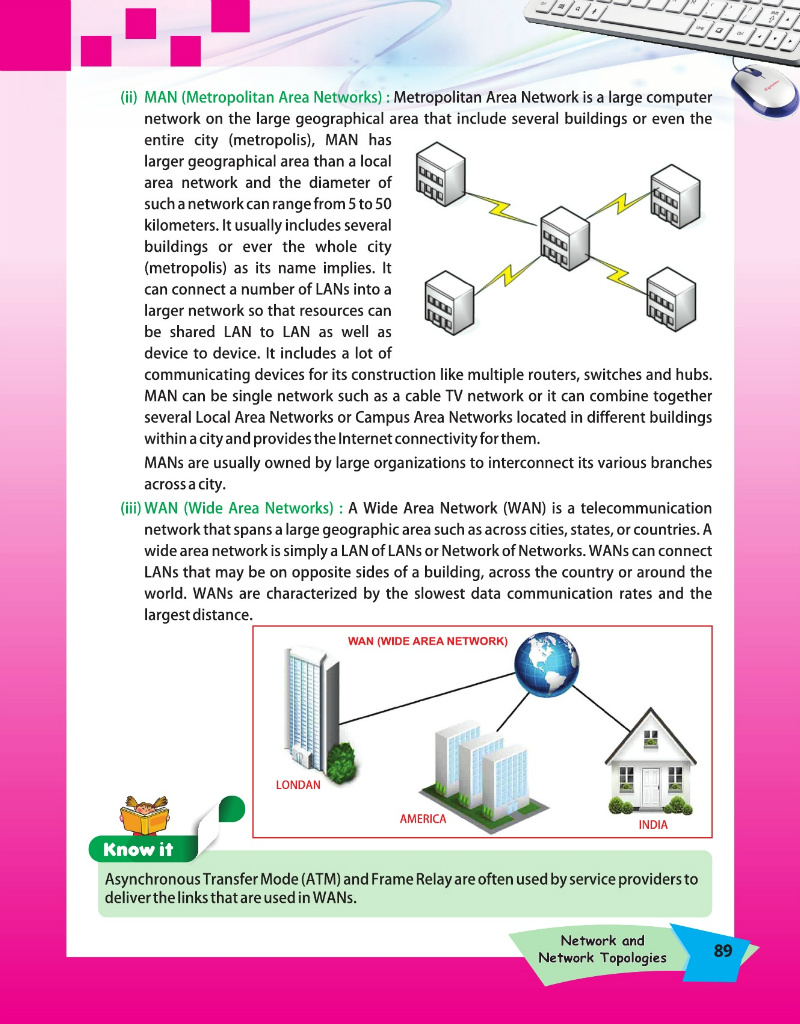 (ii) MAN (Metropolitan Area Networks) : Metropolitan Area Network is a large computer
network on the large geographical area that include several buildings or even the
entire city (metropolis), MAN has
larger geographical area than a local
area network and the diameter of
such a network can range from 5 to 50
kilometers. It usually includes several
buildings or ever the whole city
(metropolis) as its name implies. It
can connect a number of LANs into a
larger network so that resources can
be shared LAN to LAN as well as
device to device. It includes a lot of
communicating devices for its construction like multiple routers, switches and hubs.
MAN can be single network such as a cable TV network or it can combine together
several Local Area Networks or Campus Area Networks located in different buildings
within a city and provides the Internet connectivity for them.
MANs are usually owned by large organizations to interconnect its various branches
across a city.
(iii) WAN (Wide Area Networks) : A Wide Area Network (WAN) is a telecommunication
network that spans a large geographic area such as across cities, states, or countries. A
wide area network is simply a LAN of LANs or Network of Networks. WANs can connect
LANs that may be on opposite sides of a building, across the country or around the
world. WANs are characterized by the slowest data communication rates and the
largest distance.
WAN (WIDE AREA NETWORK)
LONDAN
AMERICA
INDIA
Know it
Asynchronous Transfer Mode (ATM) and Frame Relay are often used by service providers to
deliver the links that are used in WANs.
Network and
Network Topologies
89